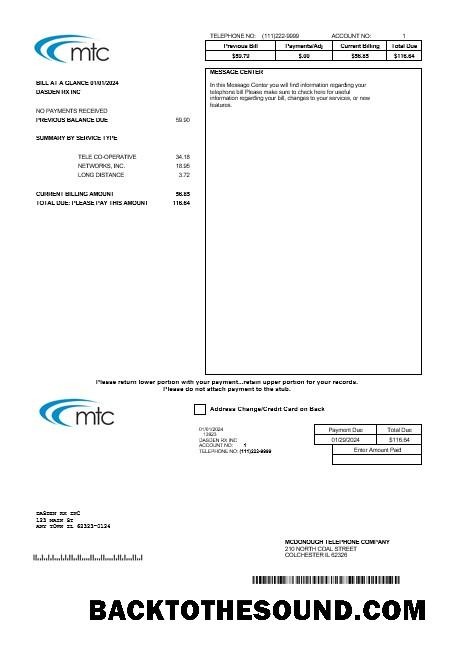 mtc
TELEPHONE NO: (111)222-9999 ACCOUNT NO: 1
Previous Bill Payments/Adj Current Billing Total Due
$59.79 $.00 $56.85 $116.64
BILL AT A GLANCE 01/01/2024
DASDEN RX INC
NO PAYMENTS RECEIVED
PREVIOUS BALANCE DUE 59.90
SUMMARY BY SERVICE TYPE
TELE CO-OPERATIVE 34.18
NETWORKS, INC. 18.95
LONG DISTANCE 3.72
CURRENT BILLING AMOUNT 56.85
TOTAL DUE: PLEASE PAY THIS AMOUNT 116.64
MESSAGE CENTER
In this Message Center you will find information regarding your
telephone bill Please make sure to check here for useful
information regarding your bill, changes to your services, or new
features.
Please return lower portion with your payment...retain upper portion for your records.
Please do not attach payment to the stub.
mtc
Address Change/Credit Card on Back
01/01/2024
13923
DASDEN RX INC
ACCOUNT NO: 1
TELEPHONE NO: (111)222-9999
Payment Due Total Due
01/29/2024 $116.64
Enter Amount Paid
DASDEN RX INC
123 MAIN ST
ANY TOWN IL 62323-0124
MCDONOUGH TELEPHONE COMPANY
210 NORTH COAL STREET
COLCHESTER IL 62326
BACKTOTHESOUND.COM